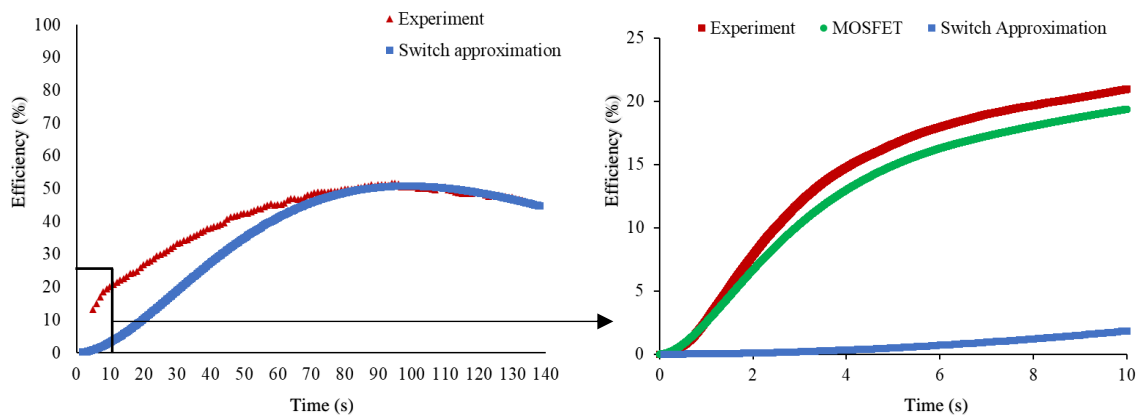 Experiment
Switch approximation
Efficiency (%)
100
90
80
70
60
50
40
30
20
10
0
0 10 20 30 40 50 60 70 80 90 100 110 120 130 140
Time (s)
Experiment MOSFET Switch Approximation
Efficiency (%)
25
20
15
10
5
0
0 2 4 6 8 10
Time (s)